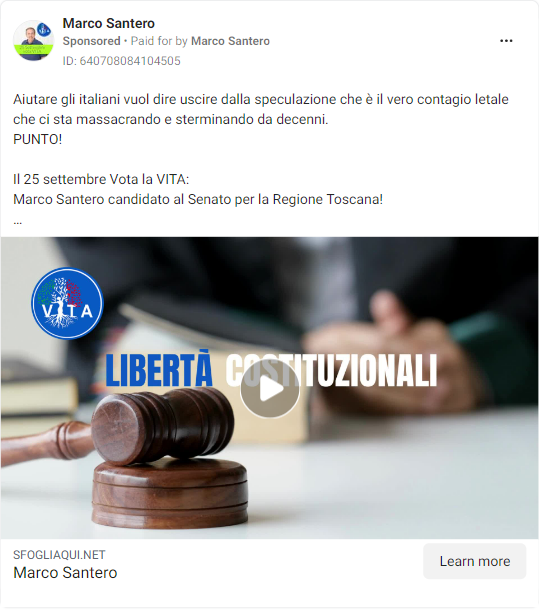 Marco Santero
Sponsored • Paid for by Marco Santero
ID: 640708084104505
Aiutare gli italiani vuol dire uscire dalla speculazione che è il vero contagio letale
che ci sta massacrando e sterminando da decenni.
PUNTO!
Il 25 settembre Vota la VITA:
Marco Santero candidato al Senato per la Regione Toscana!
...
VITA
LIBERTÀ COSTITUZIONALI
SFOGLIAQUI.NET
Marco Santero
Learn more